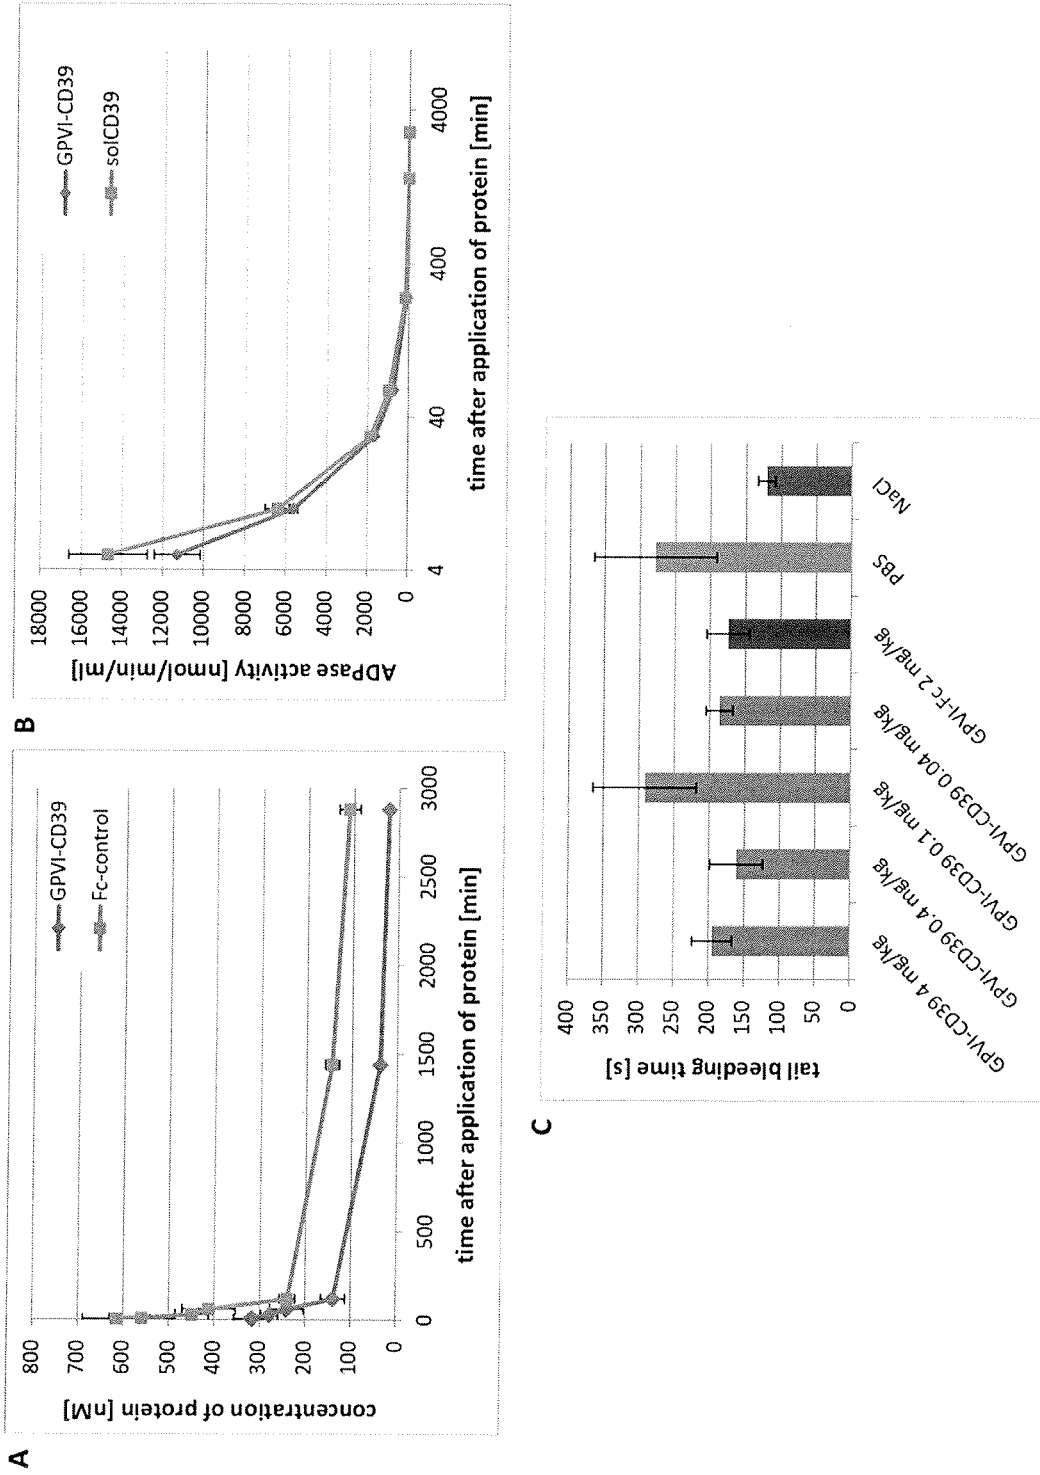 A
concentration of protein [nM]
800
700
600
500
400
300
200
100
0
GPVI-CD39
Fc-control
0
500
1000
1500
2000
2500
3000
time after application of protein [min]
B
ADPase activity [nmol/min/ml]
18000
16000
14000
12000
10000
8000
6000
4000
2000
0
GPVI-CD39
solCD39
4
40
400
4000
time after application of protein [min]
C
tail bleeding time [s]
400
350
300
250
200
150
100
50
0
GPVI-CD39 4 mg/kg
GPVI-CD39 0.4 mg/kg
GPVI-CD39 0.1 mg/kg
GPVI-CD39 0.04 mg/kg
GPVI-Fc 2 mg/kg
PBS
NaCl